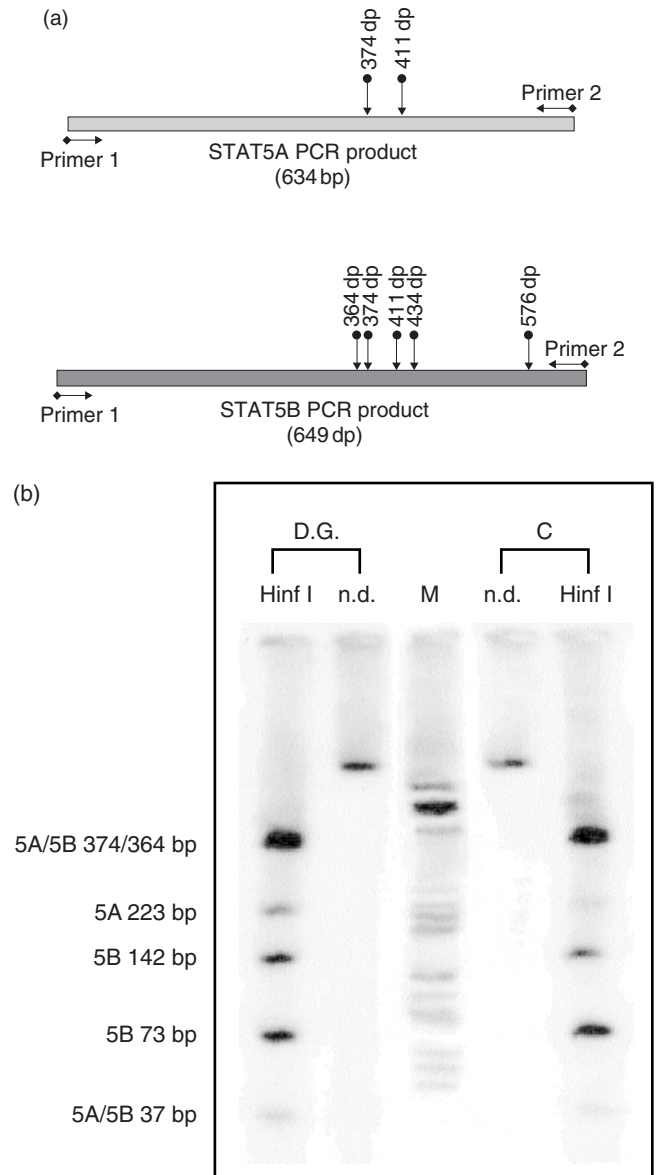 (a)
374 dp
411 dp
Primer 2
Primer 1
STAT5A PCR product
(634 bp)
364 dp
374 dp
411 dp
434 dp
576 dp
Primer 2
Primer 1
STAT5B PCR product
(649 dp)
(b)
D.G.
C
Hinf I n.d. M n.d. Hinf I
5A/5B 374/364 bp
5A 223 bp
5B 142 bp
5B 73 bp
5A/5B 37 bp